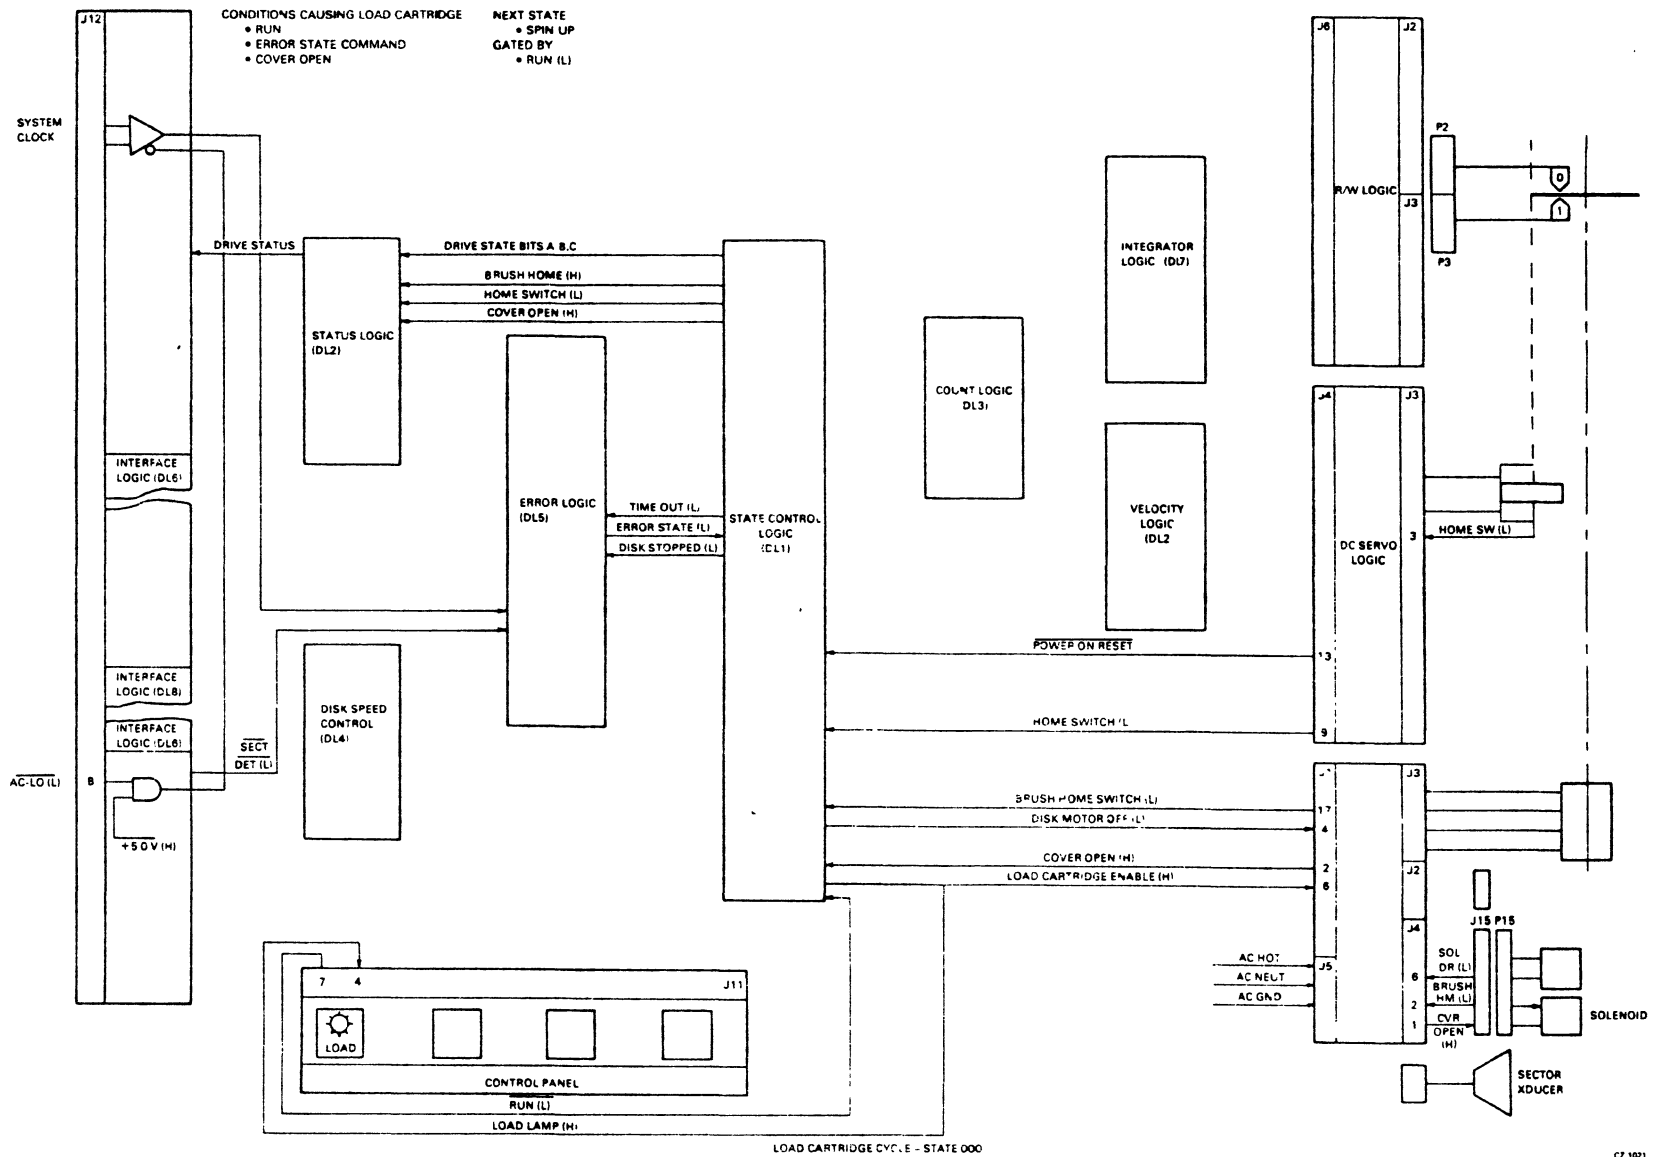 CONDITIONS CAUSING LOAD CARTRIDGE
• RUN
• ERROR STATE COMMAND
• COVER OPEN
NEXT STATE
• SPIN UP
GATED BY
• RUN (L)
J12
SYSTEM
CLOCK
DRIVE STATUS
INTERFACE
LOGIC (DL6)
INTERFACE
LOGIC (DL8)
INTERFACE
LOGIC (DL6)
AC-LO (L)
B
+5.0 V (H)
SECT
DET (L)
STATUS LOGIC
(DL2)
DRIVE STATE BITS A B,C
BRUSH HOME (H)
HOME SWITCH (L)
COVER OPEN (H)
ERROR LOGIC
(DL5)
TIME OUT (L)
ERROR STATE (L)
DISK STOPPED (L)
STATE CONTROL
LOGIC
(DL1)
DISK SPEED
CONTROL
(DL4)
COUNT LOGIC
DL3)
INTEGRATOR
LOGIC (DL7)
VELOCITY
LOGIC
(DL2
J6
J2
R/W LOGIC
J3
P2
P3
0
1
J4
J3
DC SERVO
LOGIC
3
HOME SW (L)
POWER ON RESET
13
HOME SWITCH (L
9
J1
J3
BRUSH HOME SWITCH (L)
17
DISK MOTOR OFF (L)
4
COVER OPEN (H)
2
LOAD CARTRIDGE ENABLE (H)
6
J2
J4
J5
AC HOT
AC NEUT
AC GND
J15 P15
SOL
DR (L)
6
BRUSH
HM (L)
2
CVR
OPEN
(H)
1
SOLENOID
SECTOR
XDUCER
7
4
J11
LOAD
CONTROL PANEL
RUN (L)
LOAD LAMP (H)
LOAD CARTRIDGE CYCLE - STATE 000
CZ 1021